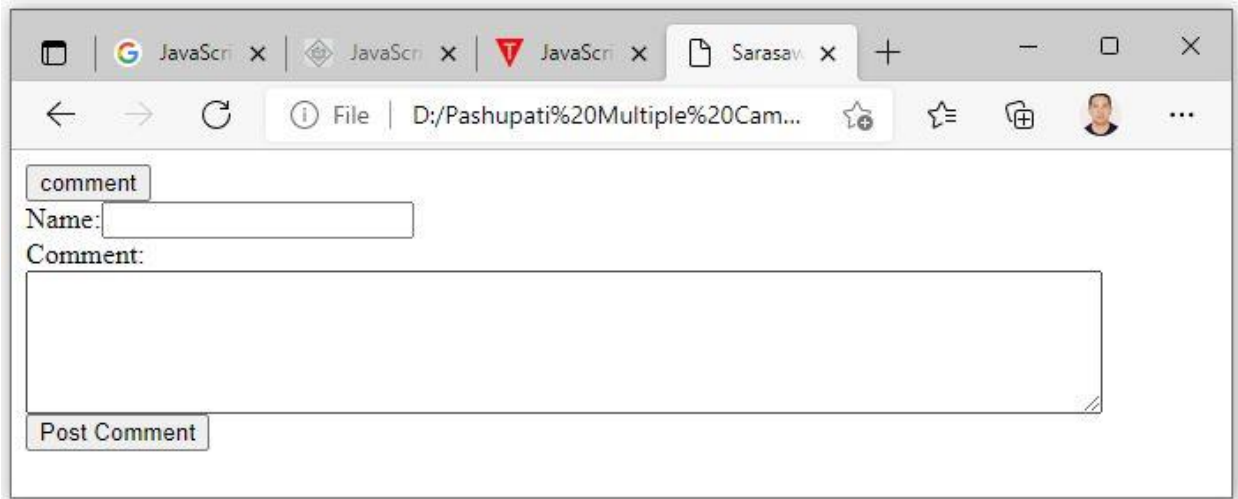 JavaScri JavaScri JavaScri Sarasav
File D:/Pashupati%20Multiple%20Cam...
comment
Name:
Comment:
Post Comment